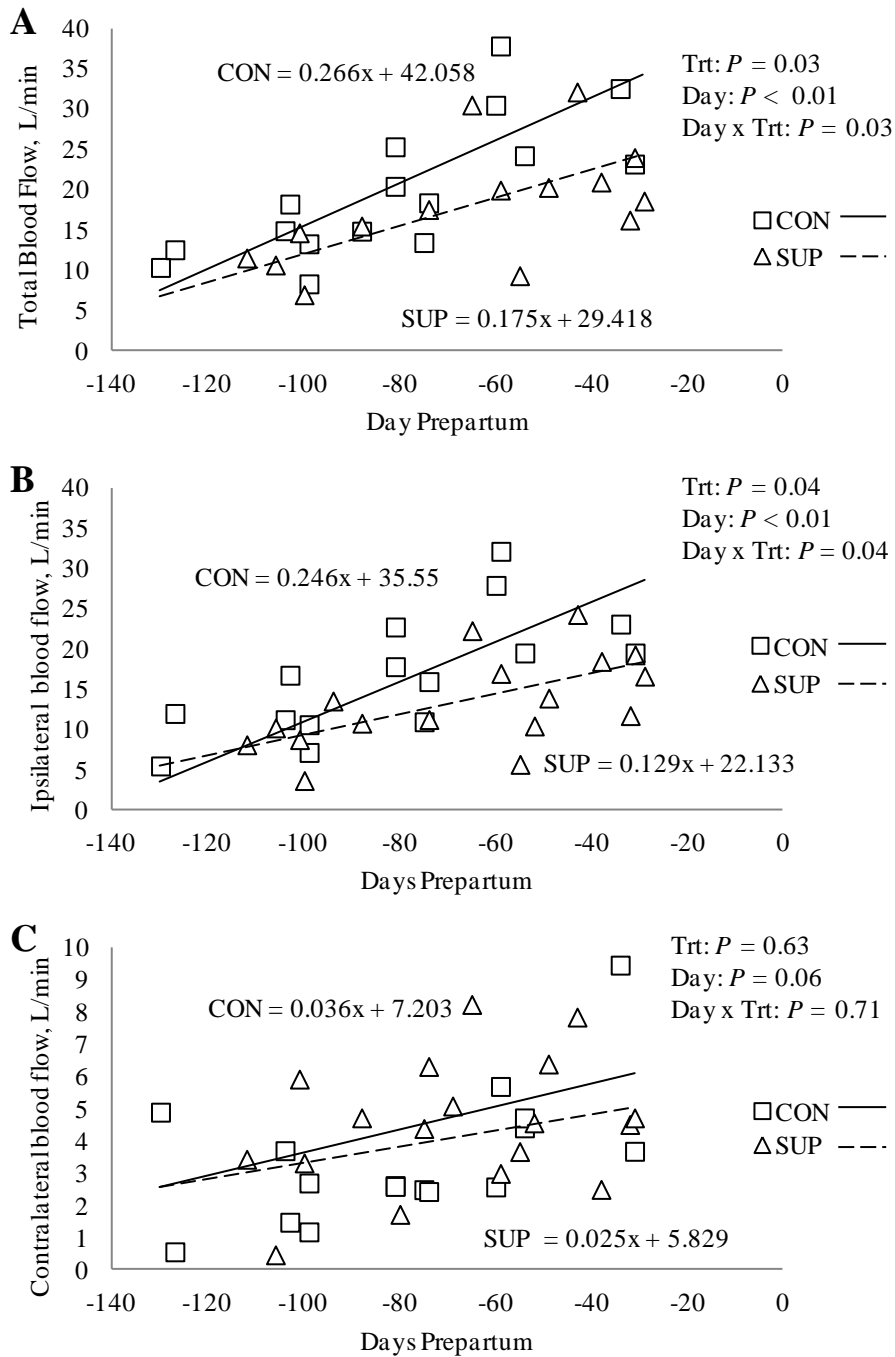 A
Total Blood Flow, L/min
40
35
30
25
20
15
10
5
0
CON = 0.266x + 42.058
SUP = 0.175x + 29.418
Trt: P = 0.03
Day: P < 0.01
Day x Trt: P = 0.03
CON
SUP
-140 -120 -100 -80 -60 -40 -20 0
Day Prepartum
B
Ipsilateral blood flow, L/min
40
35
30
25
20
15
10
5
0
CON = 0.246x + 35.55
SUP = 0.129x + 22.133
Trt: P = 0.04
Day: P < 0.01
Day x Trt: P = 0.04
CON
SUP
-140 -120 -100 -80 -60 -40 -20 0
Days Prepartum
C
Contralateral blood flow, L/min
10
9
8
7
6
5
4
3
2
1
0
CON = 0.036x + 7.203
SUP = 0.025x + 5.829
Trt: P = 0.63
Day: P = 0.06
Day x Trt: P = 0.71
CON
SUP
-140 -120 -100 -80 -60 -40 -20 0
Days Prepartum